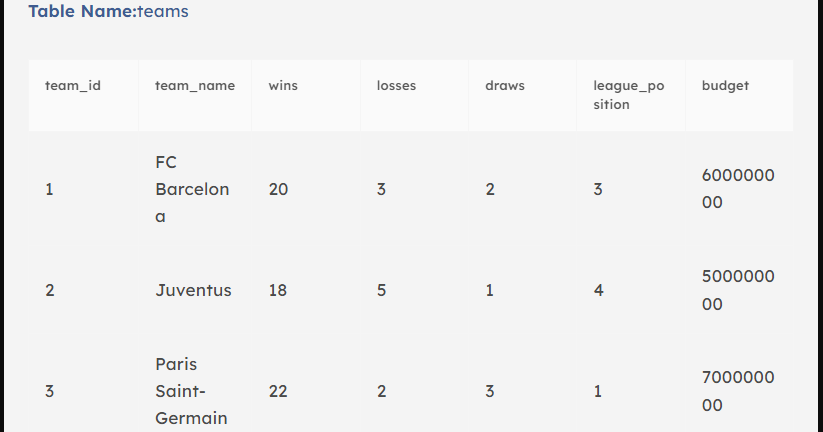 Table Name:teams
team_id team_name wins losses draws league_po
sition budget
FC
1 Barcelon 20 3 2 3 6000000
a 00
2 Juventus 18 5 1 4 5000000
00
Paris
3 Saint- 22 2 3 1 7000000
Germain 00